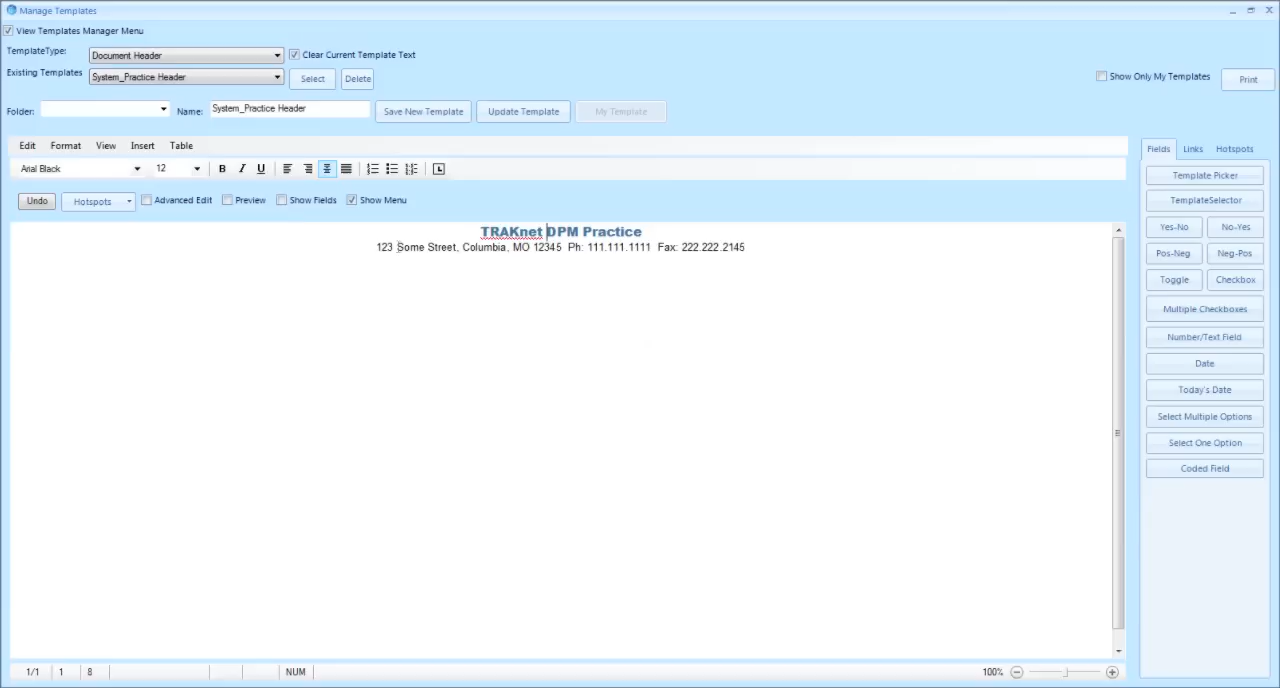 Manage Templates
View Templates Manager Menu
TemplateType: Document Header Clear Current Template Text
Existing Templates System_Practice Header Select Delete Show Only My Templates Print
Folder: Name: System_Practice Header Save New Template Update Template My Template
Edit Format View Insert Table
Fields Links Hotspots
Arial Black 12 B I U
Template Picker
Undo Hotspots Advanced Edit Preview Show Fields Show Menu
TemplateSelector
TRAKnet DPM Practice
Yes-No No-Yes
123 Some Street, Columbia, MO 12345 Ph: 111.111.1111 Fax: 222.222.2145
Pos-Neg Neg-Pos
Toggle Checkbox
Multiple Checkboxes
Number/Text Field
Date
Today's Date
Select Multiple Options
Select One Option
Coded Field
1/1 1 8 NUM 100%